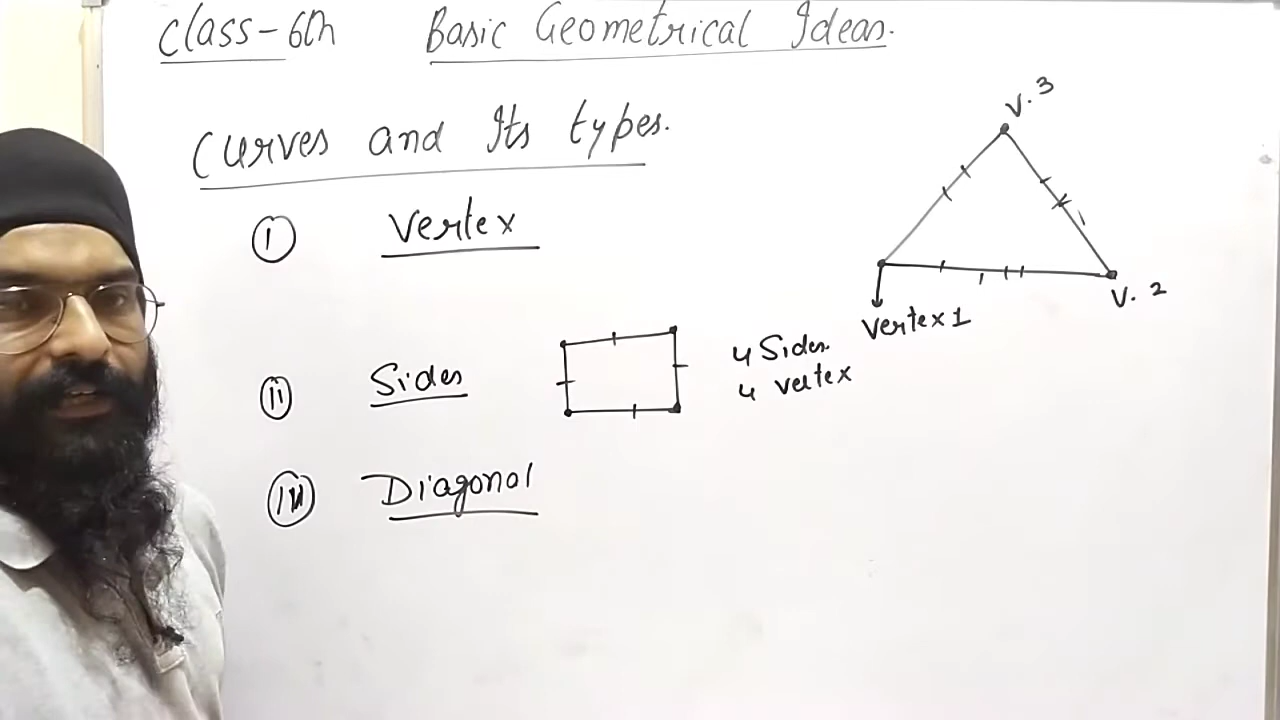 Class-6th Basic Geometrical Ideas.
Curves and Its types.
(i) Vertex
(ii) Sides
4 Sides
4 vertex
(iii) Diagonal
V. 3
Vertex 1
V. 2